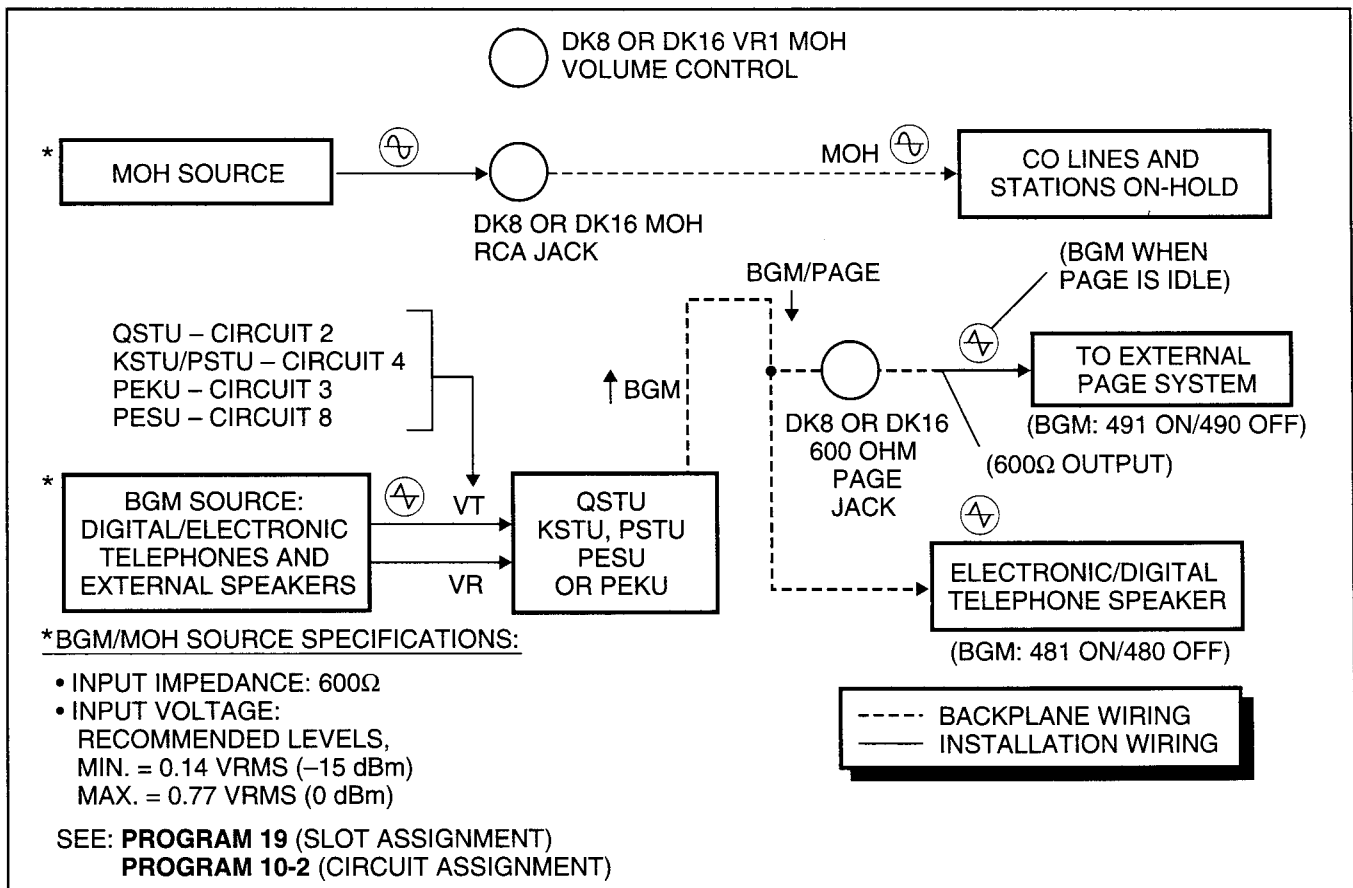 DK8 OR DK16 VR1 MOH
VOLUME CONTROL
*
MOH SOURCE
DK8 OR DK16 MOH
RCA JACK
MOH
CO LINES AND
STATIONS ON-HOLD
QSTU – CIRCUIT 2
KSTU/PSTU – CIRCUIT 4
PEKU – CIRCUIT 3
PESU – CIRCUIT 8
BGM/PAGE
(BGM WHEN
PAGE IS IDLE)
BGM
TO EXTERNAL
PAGE SYSTEM
(BGM: 491 ON/490 OFF)
DK8 OR DK16
600 OHM
PAGE
JACK
(600Ω OUTPUT)
*
BGM SOURCE:
DIGITAL/ELECTRONIC
TELEPHONES AND
EXTERNAL SPEAKERS
VT
VR
QSTU
KSTU, PSTU
PESU
OR PEKU
ELECTRONIC/DIGITAL
TELEPHONE SPEAKER
(BGM: 481 ON/480 OFF)
*BGM/MOH SOURCE SPECIFICATIONS:
• INPUT IMPEDANCE: 600Ω
• INPUT VOLTAGE:
RECOMMENDED LEVELS,
MIN. = 0.14 VRMS (–15 dBm)
MAX. = 0.77 VRMS (0 dBm)
BACKPLANE WIRING
INSTALLATION WIRING
SEE: PROGRAM 19 (SLOT ASSIGNMENT)
PROGRAM 10-2 (CIRCUIT ASSIGNMENT)